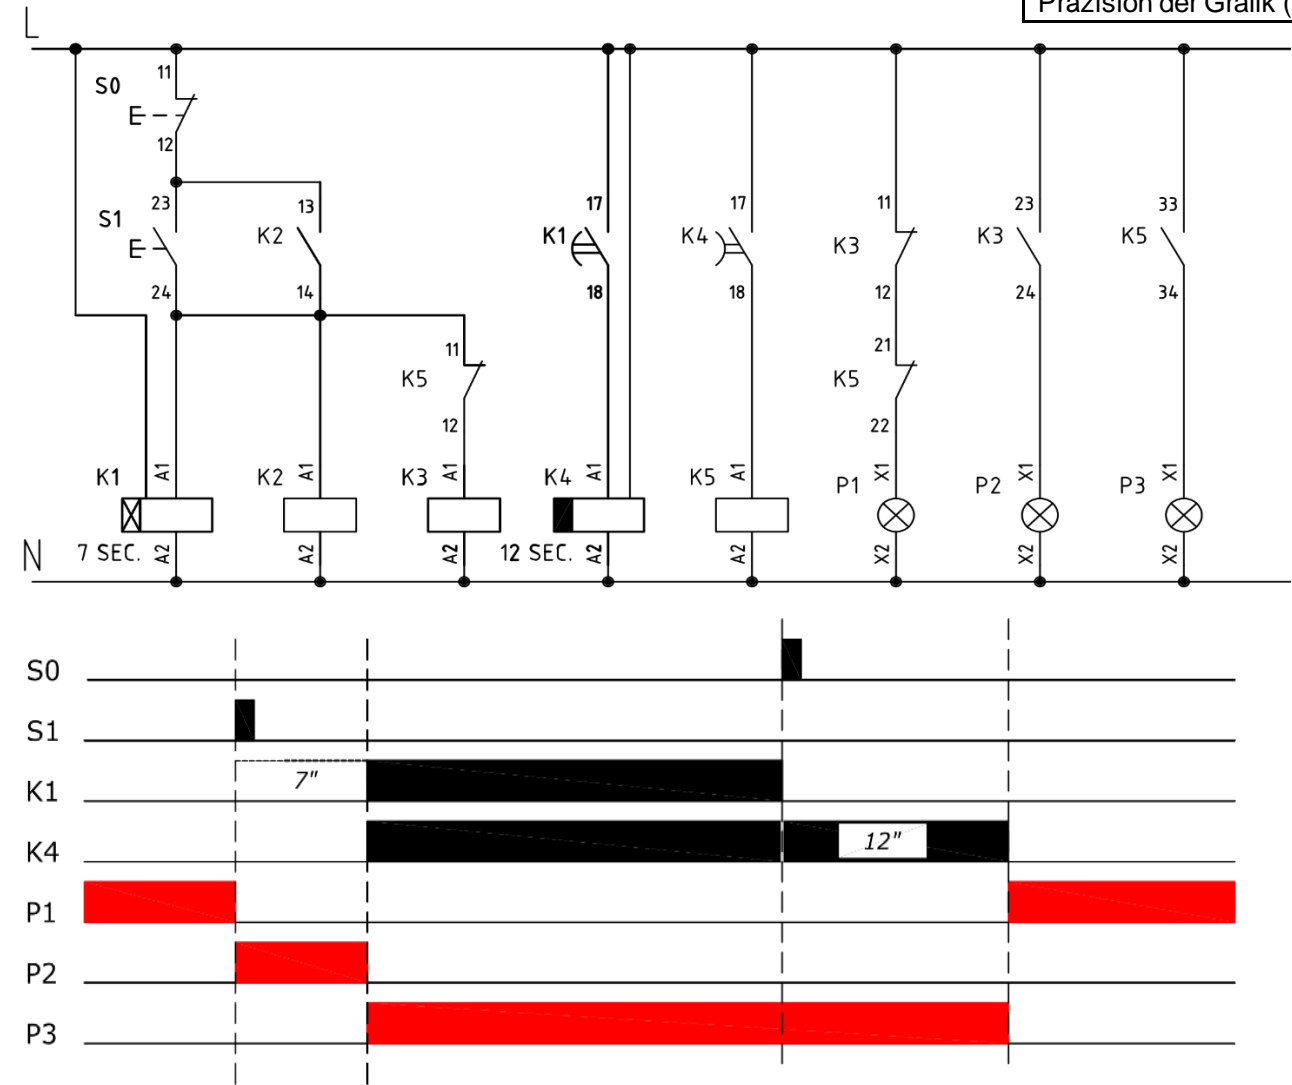 Präzision der Grafik (
L
11
S0
12
23
S1
24
13
K2
14
17
K1
18
17
K4
18
11
K3
12
23
K3
24
33
K5
34
11
K5
12
21
K5
22
K1 A1
K2 A1
K3 A1
K4 A1
K5 A1
P1 X1
P2 X1
P3 X1
N
7 SEC. A2
A2
A2
12 SEC. A2
A2
X2
X2
X2
S0
S1
K1 7"
K4 12"
P1
P2
P3